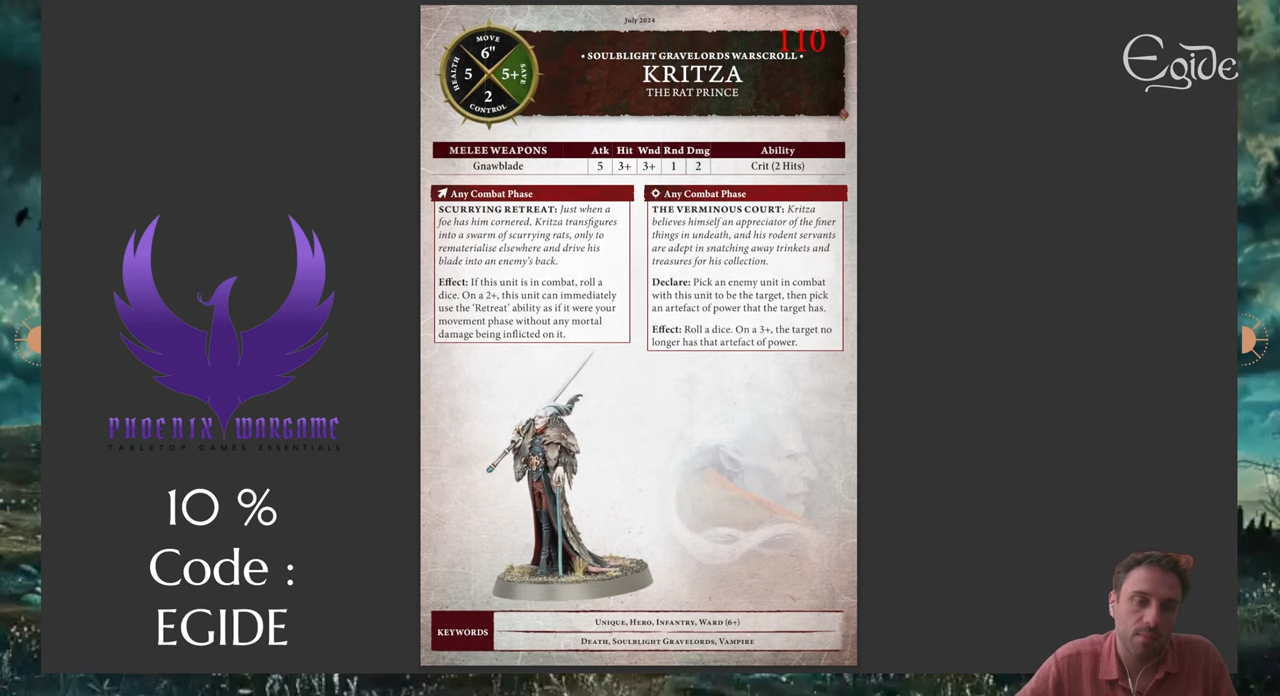 July 2024
110
• SOULBLIGHT GRAVELORDS WARSCROLL •
KRITZA
THE RAT PRINCE
MOVE
6"
HEALTH
5
5+
SAVE
2
CONTROL
MELEE WEAPONS Atk Hit Wnd Rnd Dmg Ability
Gnawblade 5 3+ 3+ 1 2 Crit (2 Hits)
Any Combat Phase
SCURRYING RETREAT: Just when a
foe has him cornered, Kritza transfigures
into a swarm of scurrying rats, only to
rematerialise elsewhere and drive his
blade into an enemy's back.
Effect: If this unit is in combat, roll a
dice. On a 2+, this unit can immediately
use the ‘Retreat’ ability as if it were your
movement phase without any mortal
damage being inflicted on it.
Any Combat Phase
THE VERMINOUS COURT: Kritza
believes himself an appreciator of the finer
things in undeath, and his rodent servants
are adept in snatching away trinkets and
treasures for his collection.
Declare: Pick an enemy unit in combat
with this unit to be the target, then pick
an artefact of power that the target has.
Effect: Roll a dice. On a 3+, the target no
longer has that artefact of power.
KEYWORDS
UNIQUE, HERO, INFANTRY, WARD (6+)
DEATH, SOULBLIGHT GRAVELORDS, VAMPIRE
PHOENIX WARGAME
TABLETOP GAMES ESSENTIALS
10 %
Code :
EGIDE
Egide